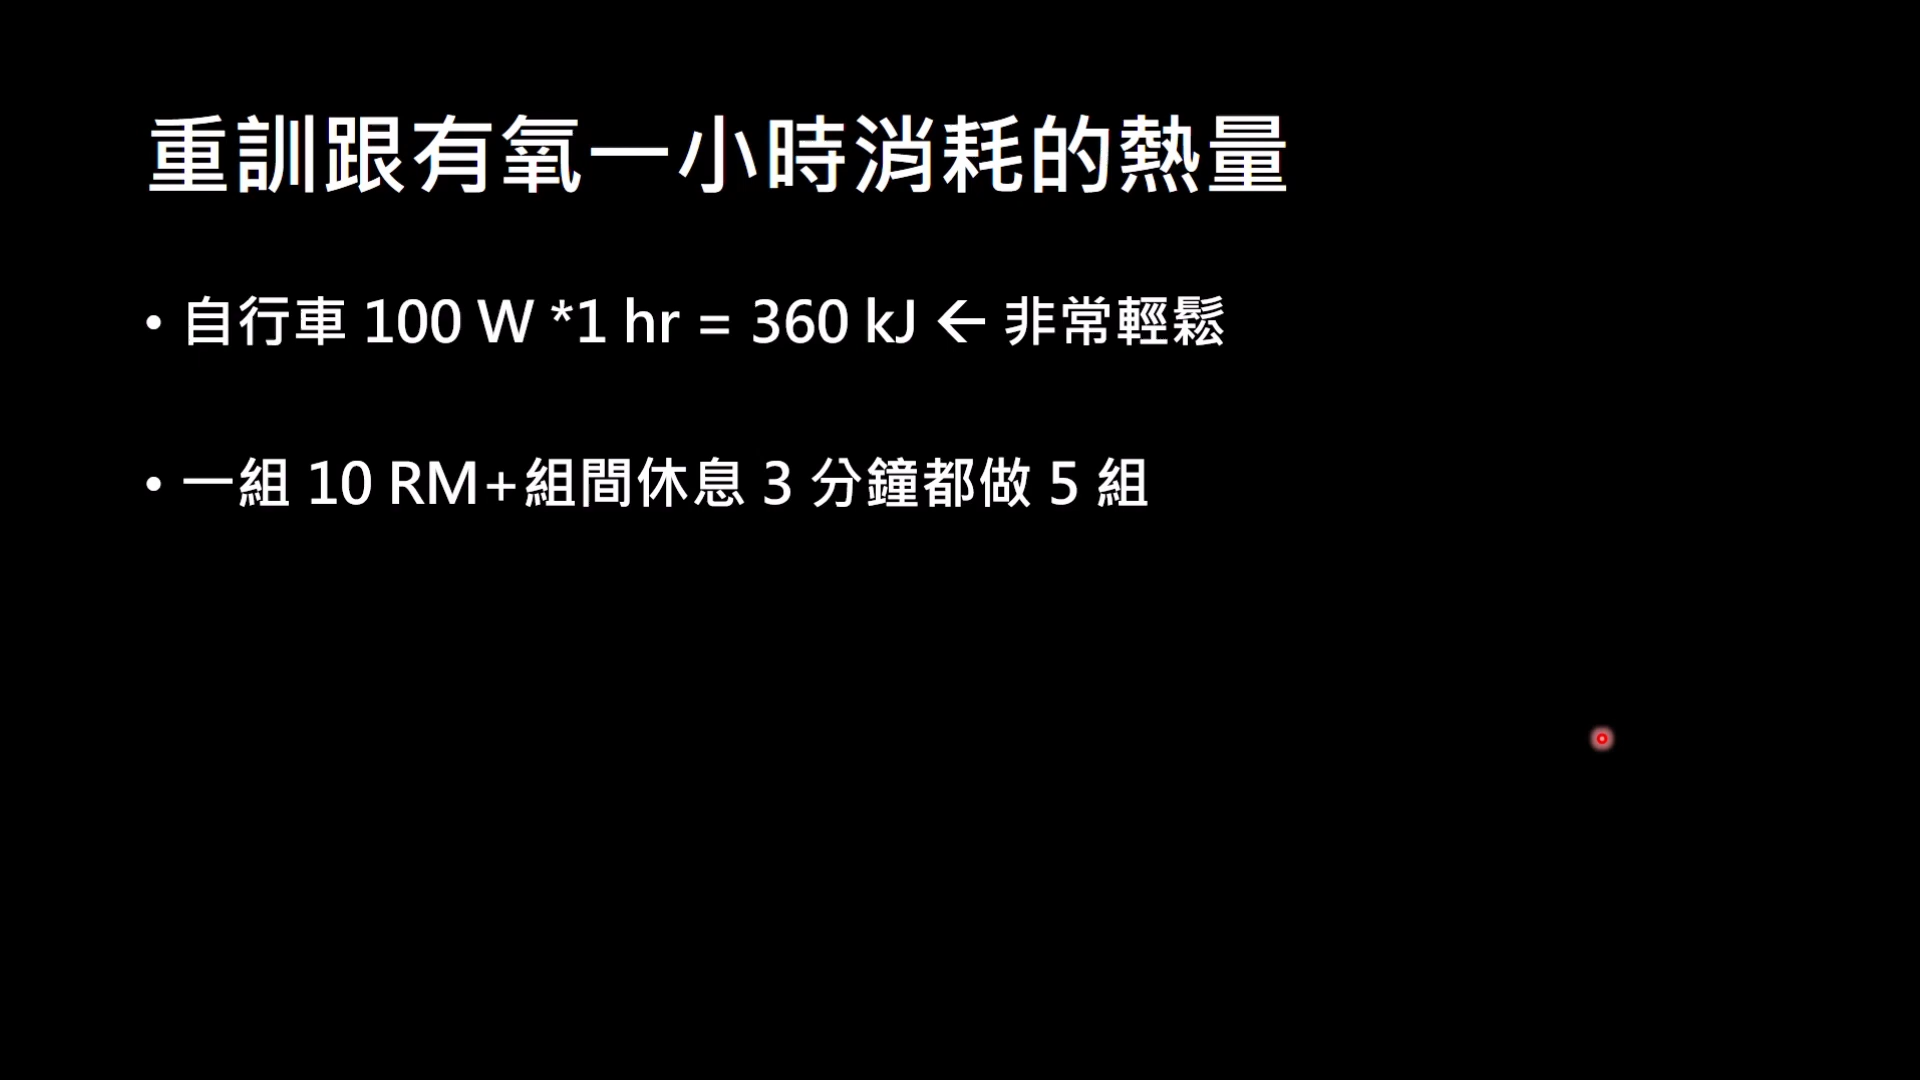 重訓跟有氧一小時消耗的熱量
• 自行車 100 W *1 hr = 360 kJ ← 非常輕鬆
• 一組 10 RM+組間休息 3 分鐘都做 5 組